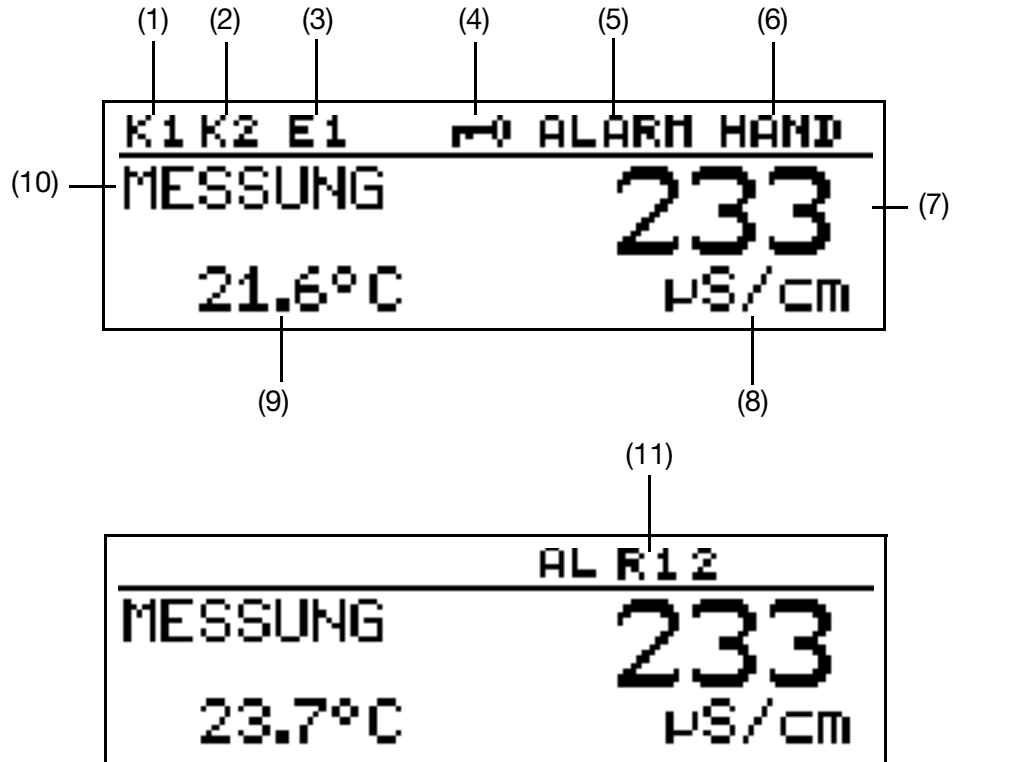 (1) (2) (3) (4) (5) (6)
K1 K2 E1 ALARM HAND
(10) MESSUNG 233 (7)
21.6°C µS/cm
(9) (8)
(11)
AL R12
MESSUNG 233
23.7°C µS/cm